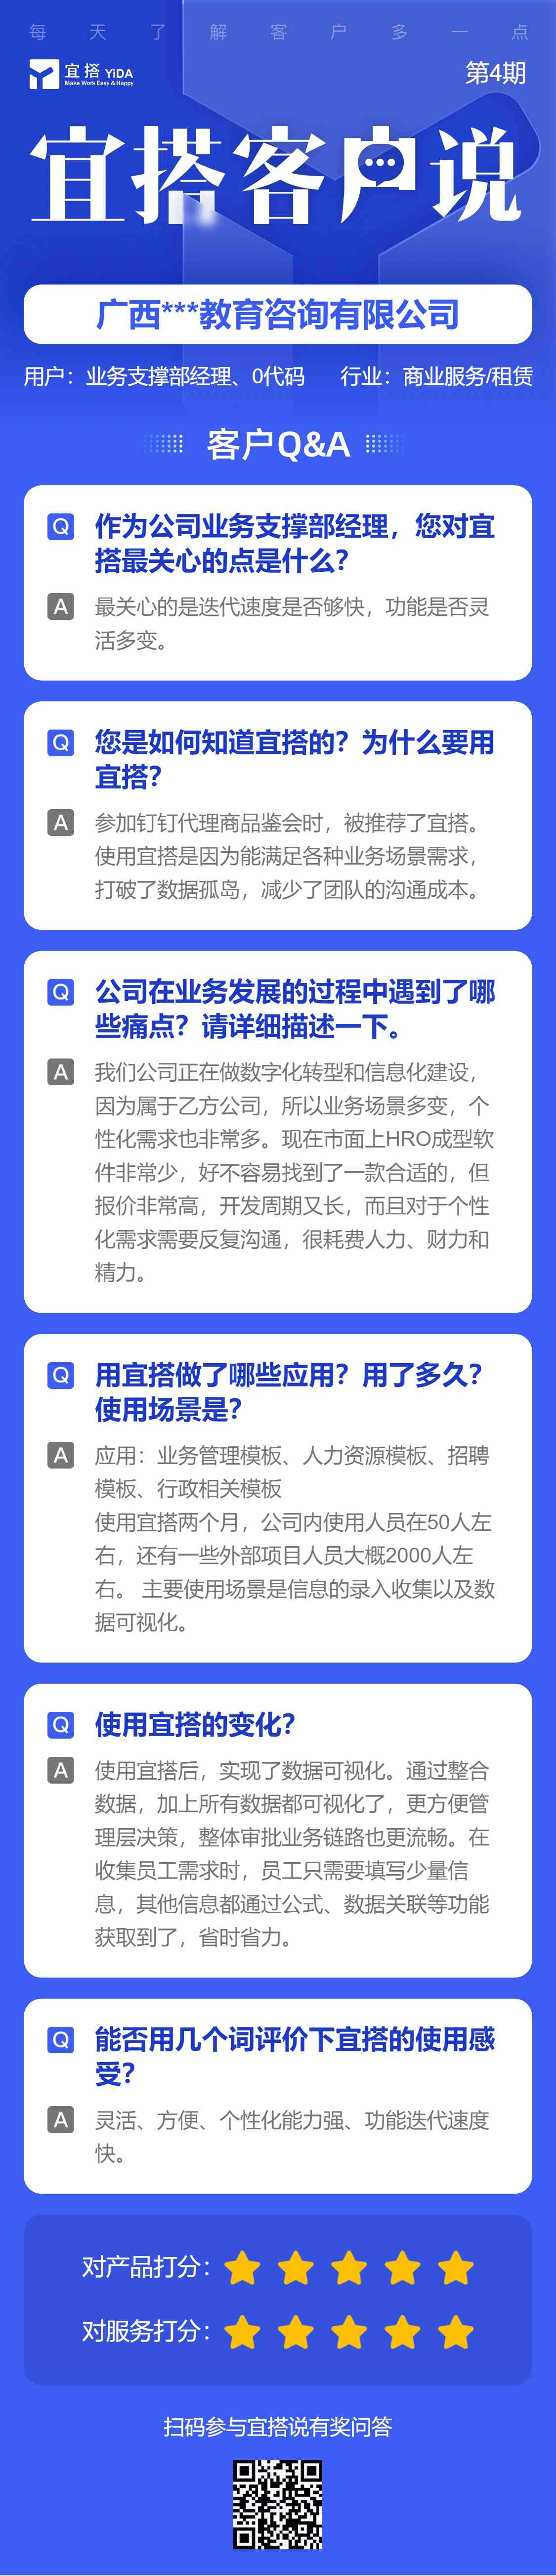 每天了解客户多一点
宜搭 YiDA
Make Work Easy & Happy
第4期
宜搭客户说
广西***教育咨询有限公司
用户：业务支撑部经理、0代码 行业：商业服务/租赁
客户Q&A
Q 作为公司业务支撑部经理，您对宜
搭最关心的点是什么？
A 最关心的是迭代速度是否够快，功能是否灵
活多变。
Q 您是如何知道宜搭的？为什么要用
宜搭？
A 参加钉钉代理商品鉴会时，被推荐了宜搭。
使用宜搭是因为能满足各种业务场景需求，
打破了数据孤岛，减少了团队的沟通成本。
Q 公司在业务发展的过程中遇到了哪
些痛点？请详细描述一下。
A 我们公司正在做数字化转型和信息化建设，
因为属于乙方公司，所以业务场景多变，个
性化需求也非常多。现在市面上HRO成型软
件非常少，好不容易找到了一款合适的，但
报价非常高，开发周期又长，而且对于个性
化需求需要反复沟通，很耗费人力、财力和
精力。
Q 用宜搭做了哪些应用？用了多久？
使用场景是？
A 应用：业务管理模板、人力资源模板、招聘
模板、行政相关模板
使用宜搭两个月，公司内使用人员在50人左
右，还有一些外部项目人员大概2000人左
右。 主要使用场景是信息的录入收集以及数
据可视化。
Q 使用宜搭的变化？
A 使用宜搭后，实现了数据可视化。通过整合
数据，加上所有数据都可视化了，更方便管
理层决策，整体审批业务链路也更流畅。在
收集员工需求时，员工只需要填写少量信
息，其他信息都通过公式、数据关联等功能
获取到了，省时省力。
Q 能否用几个词评价下宜搭的使用感
受？
A 灵活、方便、个性化能力强、功能迭代速度
快。
对产品打分：
对服务打分：
扫码参与宜搭说有奖问答